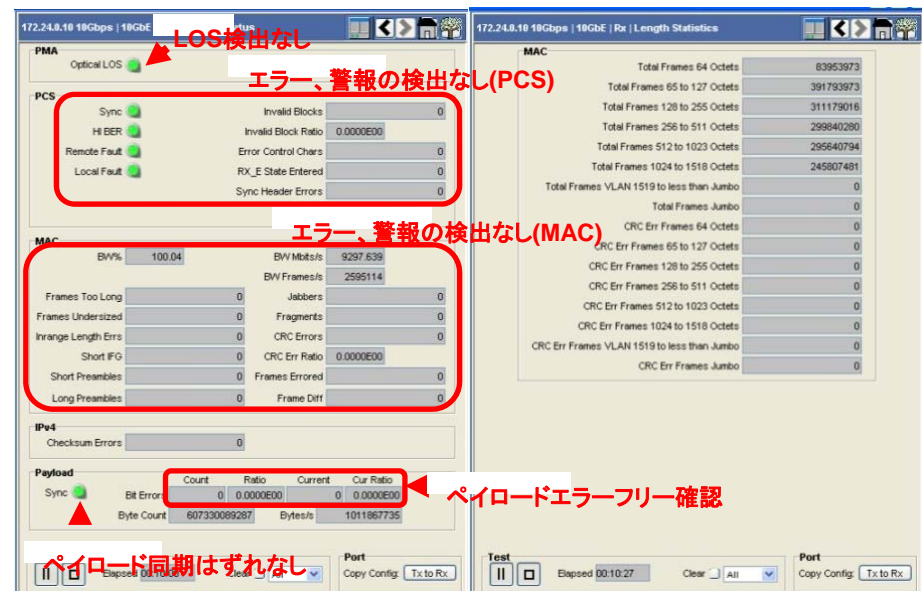 172.24.0.10 10Gbps | 10GbE
LOS検出なし
PMA
Optical LOS
エラー、警報の検出なし(PCS)
PCS
Sync
Invalid Blocks 0
HI BER
Invalid Block Ratio 0.0000E00
Remote Fault
Error Control Chars 0
Local Fault
RX_E State Entered 0
Sync Header Errors 0
エラー、警報の検出なし(MAC)
MAC
BW% 100.04
BW Mbits/s 9297.639
BW Frames/s 2595114
Frames Too Long 0
Jabbers 0
Frames Undersized 0
Fragments 0
Inrange Length Errs 0
CRC Errors 0
Short IFG 0
CRC Err Ratio 0.0000E00
Short Preambles 0
Frames Errored 0
Long Preambles 0
Frame Diff 0
IPv4
Checksum Errors 0
Payload
Count Ratio Current Cur Ratio
Sync
Bit Errors 0 0.0000E00 0 0.0000E00
ペイロードエラーフリー確認
Byte Count 607330089287 Bytes/s 1011867735
ペイロード同期はずれなし
Elapsed
Clear All
Port
Copy Config: Tx to Rx
172.24.0.10 10Gbps | 10GbE | Rx | Length Statistics
MAC
Total Frames 64 Octets 83953973
Total Frames 65 to 127 Octets 391793973
Total Frames 128 to 255 Octets 311179016
Total Frames 256 to 511 Octets 299840280
Total Frames 512 to 1023 Octets 295640794
Total Frames 1024 to 1518 Octets 245807481
Total Frames VLAN 1519 to less than Jumbo 0
Total Frames Jumbo 0
CRC Err Frames 64 Octets 0
CRC Err Frames 65 to 127 Octets 0
CRC Err Frames 128 to 255 Octets 0
CRC Err Frames 256 to 511 Octets 0
CRC Err Frames 512 to 1023 Octets 0
CRC Err Frames 1024 to 1518 Octets 0
CRC Err Frames VLAN 1519 to less than Jumbo 0
CRC Err Frames Jumbo 0
Test
Elapsed 00:10:27
Clear All
Port
Copy Config: Tx to Rx